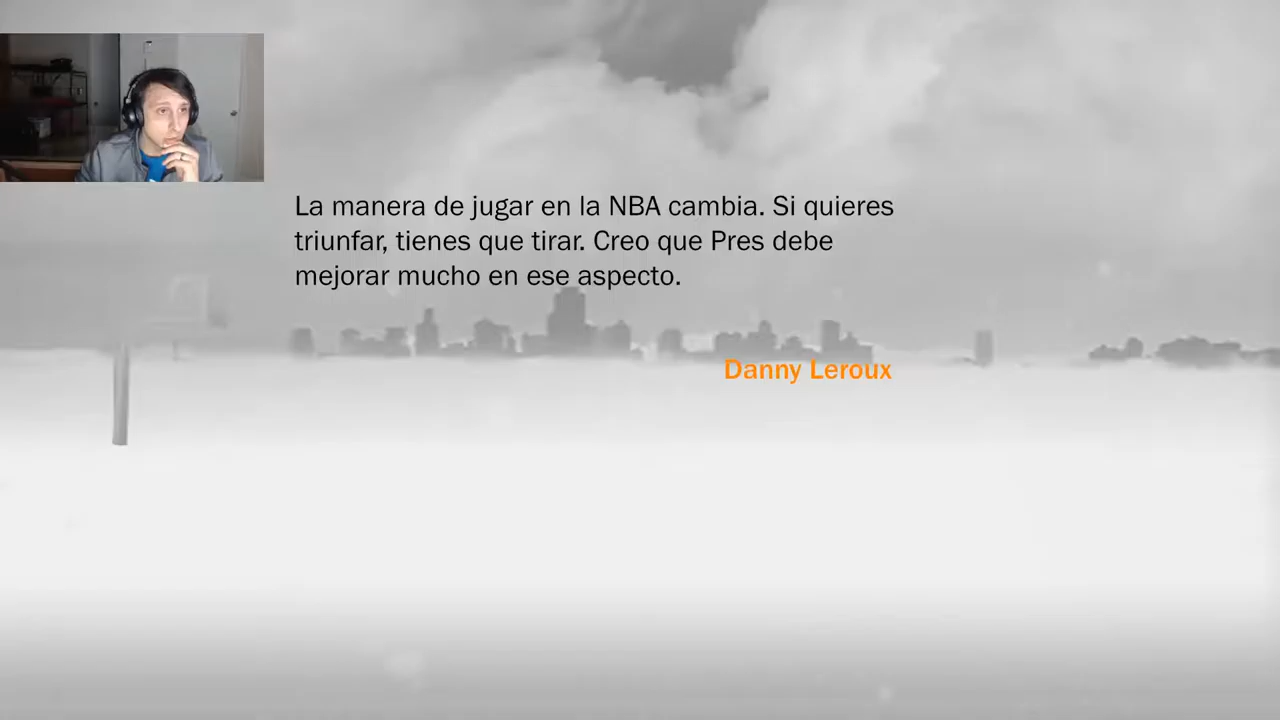 La manera de jugar en la NBA cambia. Si quieres
triunfar, tienes que tirar. Creo que Pres debe
mejorar mucho en ese aspecto.
Danny Leroux